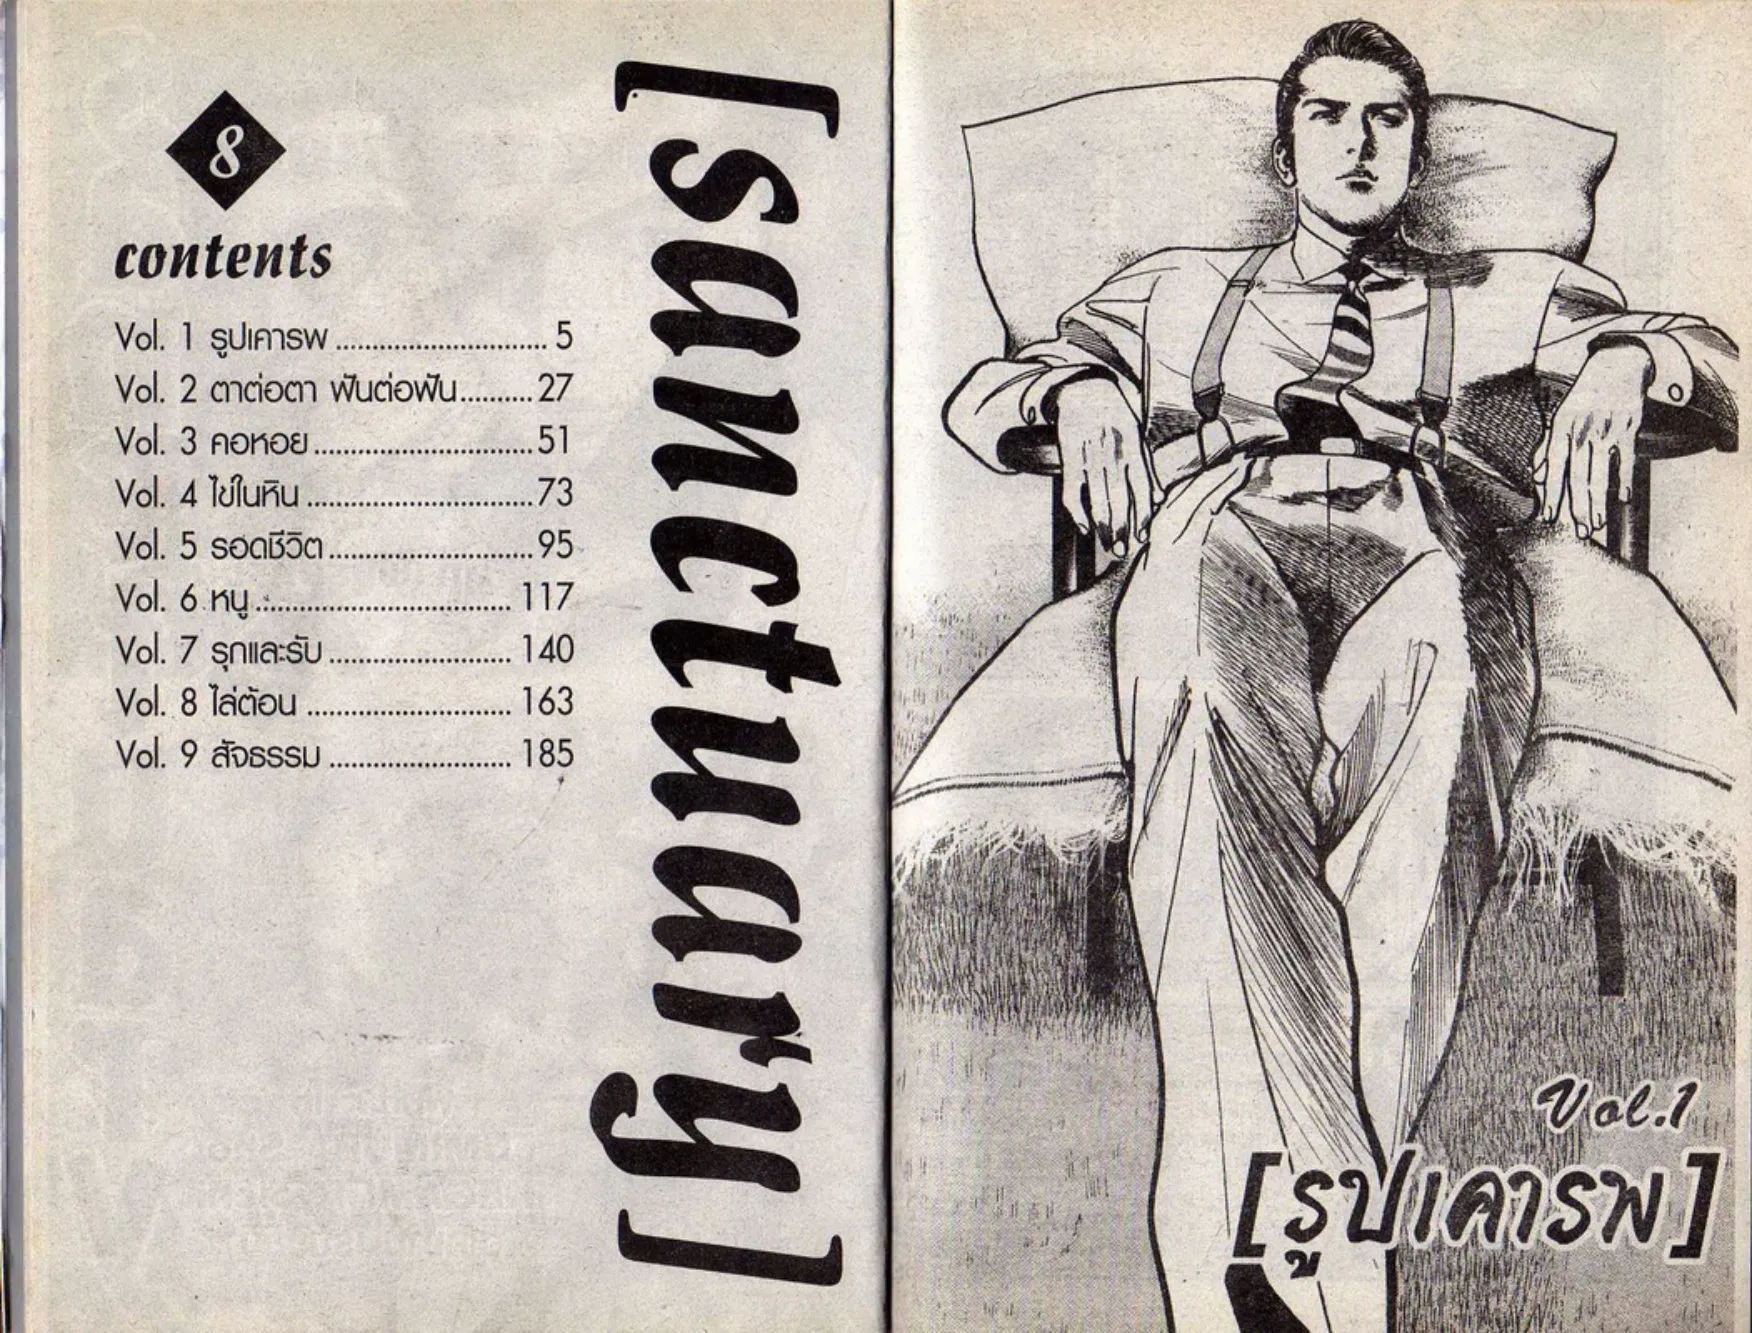 8
contents
Vol. 1 รูปเคารพ ............................ 5
Vol. 2 ตาต่อตา ฟันต่อฟัน.......... 27
Vol. 3 คอหอย ............................. 51
Vol. 4 ไข่ในหิน .............................. 73
Vol. 5 รอดชีวิต ........................... 95
Vol. 6 หนู .................................. 117
Vol. 7 รุกและรับ ........................ 140
Vol. 8 ไล่ต้อน ........................... 163
Vol. 9 สัจธรรม ........................ 185
[sanctuary]
Vol.1
[รูปเคารพ]